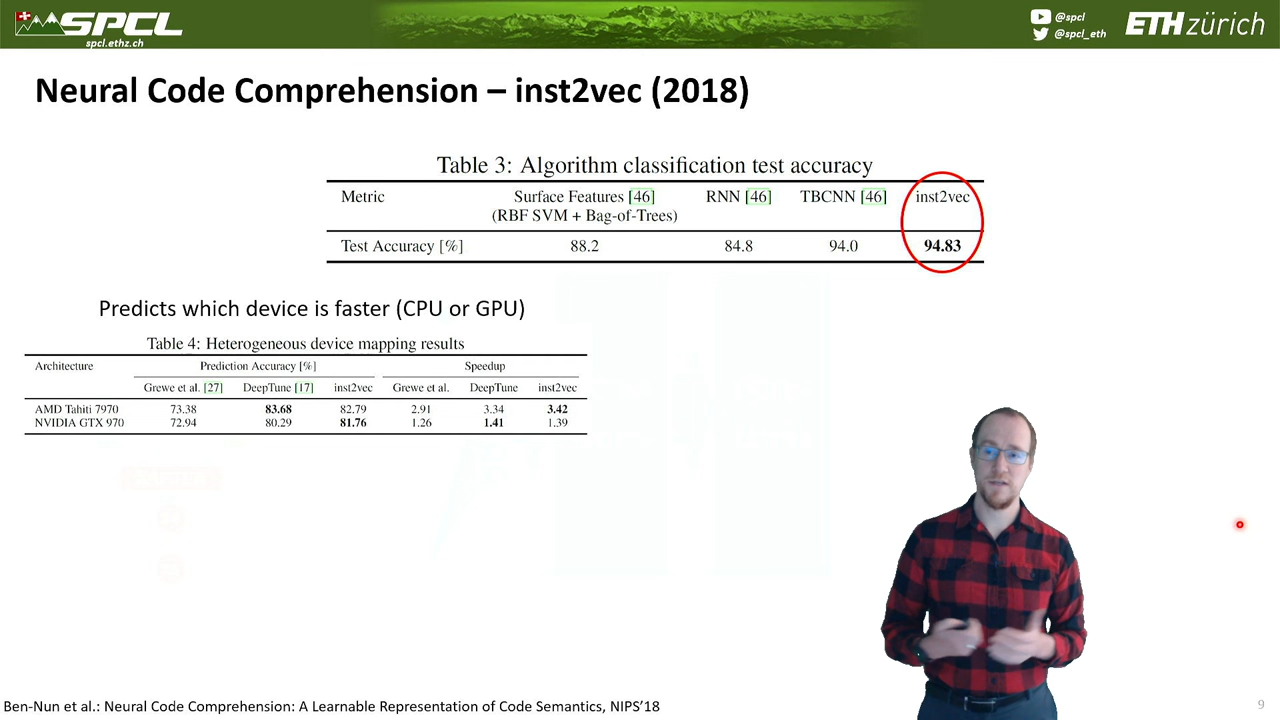 SPCL
spcl.ethz.ch
@spcl
@spcl_eth
ETH zürich
Neural Code Comprehension – inst2vec (2018)
Table 3: Algorithm classification test accuracy
Metric Surface Features [46] RNN [46] TBCNN [46] inst2vec
(RBF SVM + Bag-of-Trees)
Test Accuracy [%] 88.2 84.8 94.0 94.83
Predicts which device is faster (CPU or GPU)
Table 4: Heterogeneous device mapping results
Architecture Prediction Accuracy [%] Speedup
Grewe et al. [27] DeepTune [17] inst2vec Grewe et al. DeepTune inst2vec
AMD Tahiti 7970 73.38 83.68 82.79 2.91 3.34 3.42
NVIDIA GTX 970 72.94 80.29 81.76 1.26 1.41 1.39
Ben-Nun et al.: Neural Code Comprehension: A Learnable Representation of Code Semantics, NIPS'18
9